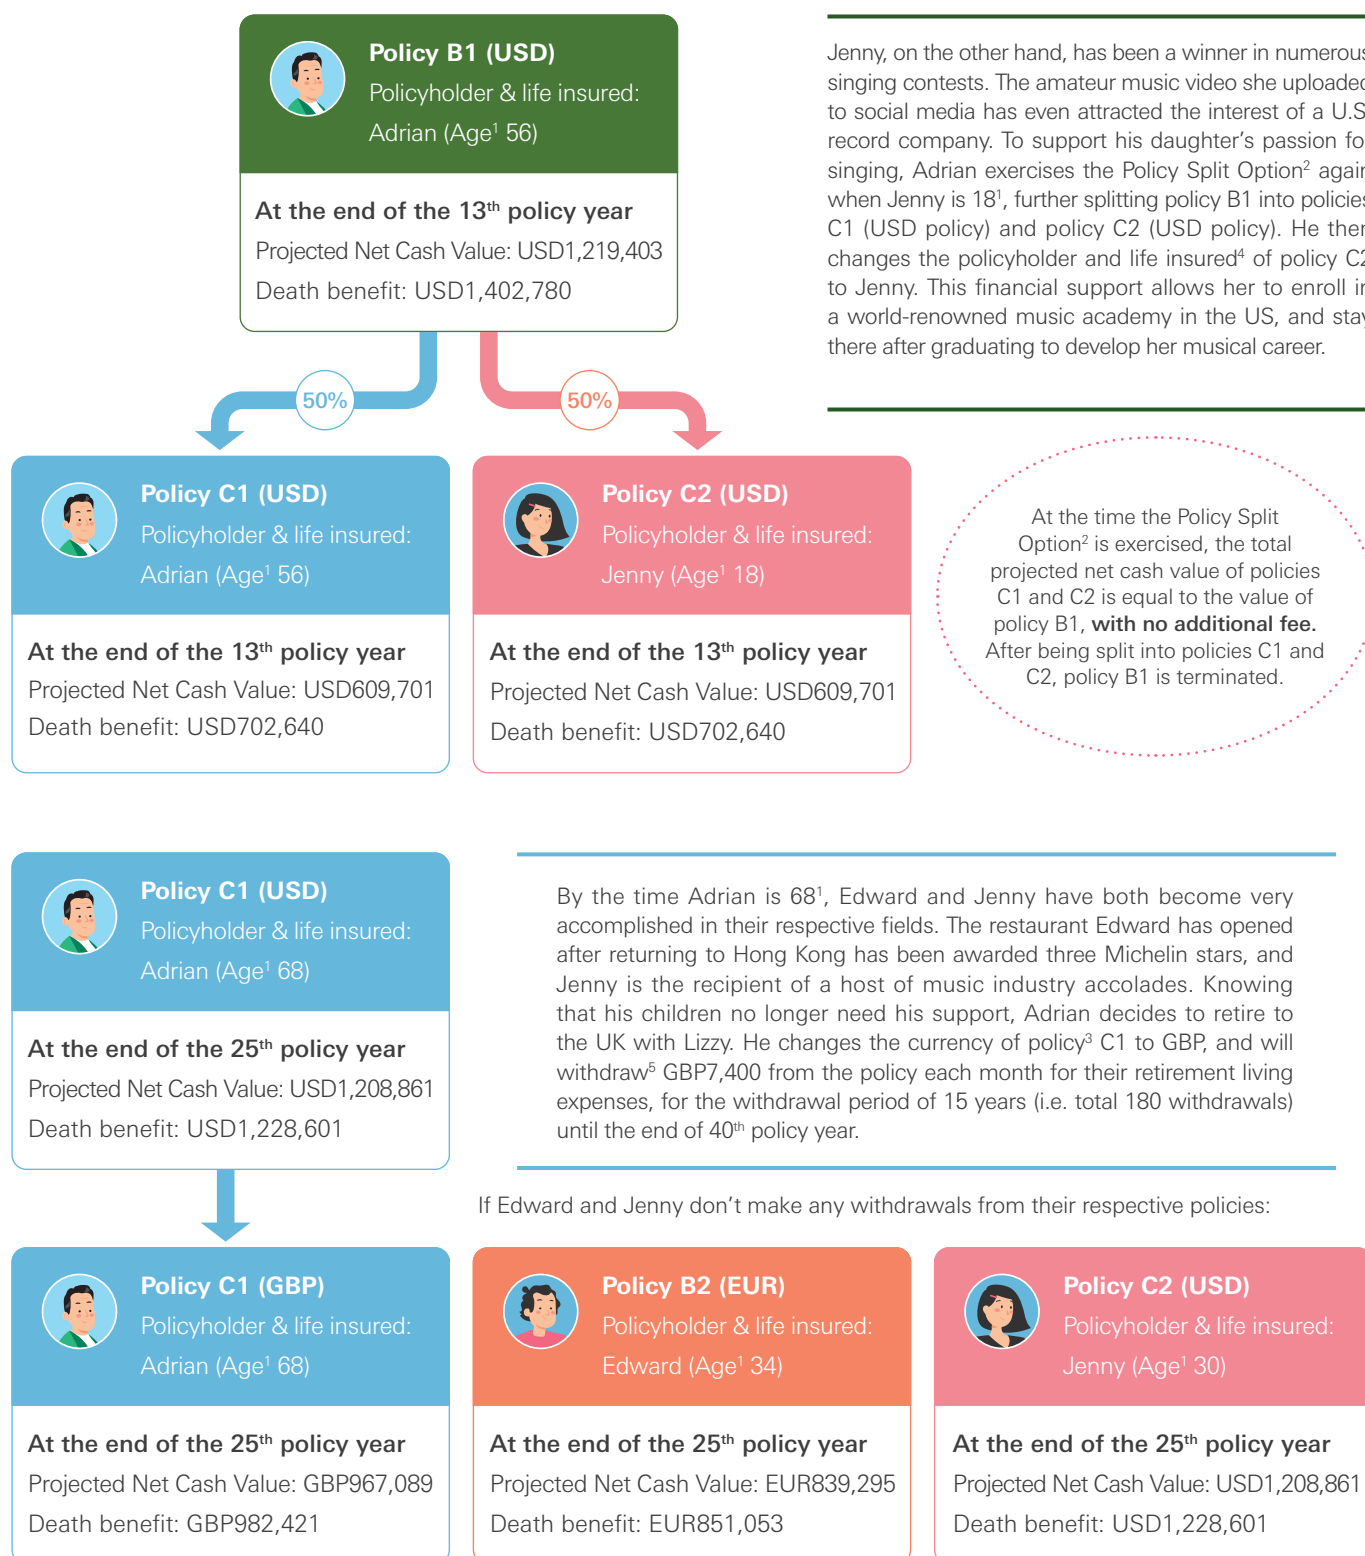 Policy B1 (USD)
Policyholder & life insured:
Adrian (Age¹ 56)
At the end of the 13th policy year
Projected Net Cash Value: USD1,219,403
Death benefit: USD1,402,780
Jenny, on the other hand, has been a winner in numerous
singing contests. The amateur music video she uploaded
to social media has even attracted the interest of a U.S
record company. To support his daughter's passion for
singing, Adrian exercises the Policy Split Option² again
when Jenny is 18¹, further splitting policy B1 into policies
C1 (USD policy) and policy C2 (USD policy). He then
changes the policyholder and life insured⁴ of policy C2
to Jenny. This financial support allows her to enroll in
a world-renowned music academy in the US, and stay
there after graduating to develop her musical career.
50%
50%
Policy C1 (USD)
Policyholder & life insured:
Adrian (Age¹ 56)
At the end of the 13th policy year
Projected Net Cash Value: USD609,701
Death benefit: USD702,640
Policy C2 (USD)
Policyholder & life insured:
Jenny (Age¹ 18)
At the end of the 13th policy year
Projected Net Cash Value: USD609,701
Death benefit: USD702,640
At the time the Policy Split
Option² is exercised, the total
projected net cash value of policies
C1 and C2 is equal to the value of
policy B1, with no additional fee.
After being split into policies C1 and
C2, policy B1 is terminated.
Policy C1 (USD)
Policyholder & life insured:
Adrian (Age¹ 68)
At the end of the 25th policy year
Projected Net Cash Value: USD1,208,861
Death benefit: USD1,228,601
By the time Adrian is 68¹, Edward and Jenny have both become very
accomplished in their respective fields. The restaurant Edward has opened
after returning to Hong Kong has been awarded three Michelin stars, and
Jenny is the recipient of a host of music industry accolades. Knowing
that his children no longer need his support, Adrian decides to retire to
the UK with Lizzy. He changes the currency of policy³ C1 to GBP, and will
withdraw⁵ GBP7,400 from the policy each month for their retirement living
expenses, for the withdrawal period of 15 years (i.e. total 180 withdrawals)
until the end of 40th policy year.
If Edward and Jenny don't make any withdrawals from their respective policies:
Policy C1 (GBP)
Policyholder & life insured:
Adrian (Age¹ 68)
At the end of the 25th policy year
Projected Net Cash Value: GBP967,089
Death benefit: GBP982,421
Policy B2 (EUR)
Policyholder & life insured:
Edward (Age¹ 34)
At the end of the 25th policy year
Projected Net Cash Value: EUR839,295
Death benefit: EUR851,053
Policy C2 (USD)
Policyholder & life insured:
Jenny (Age¹ 30)
At the end of the 25th policy year
Projected Net Cash Value: USD1,208,861
Death benefit: USD1,228,601